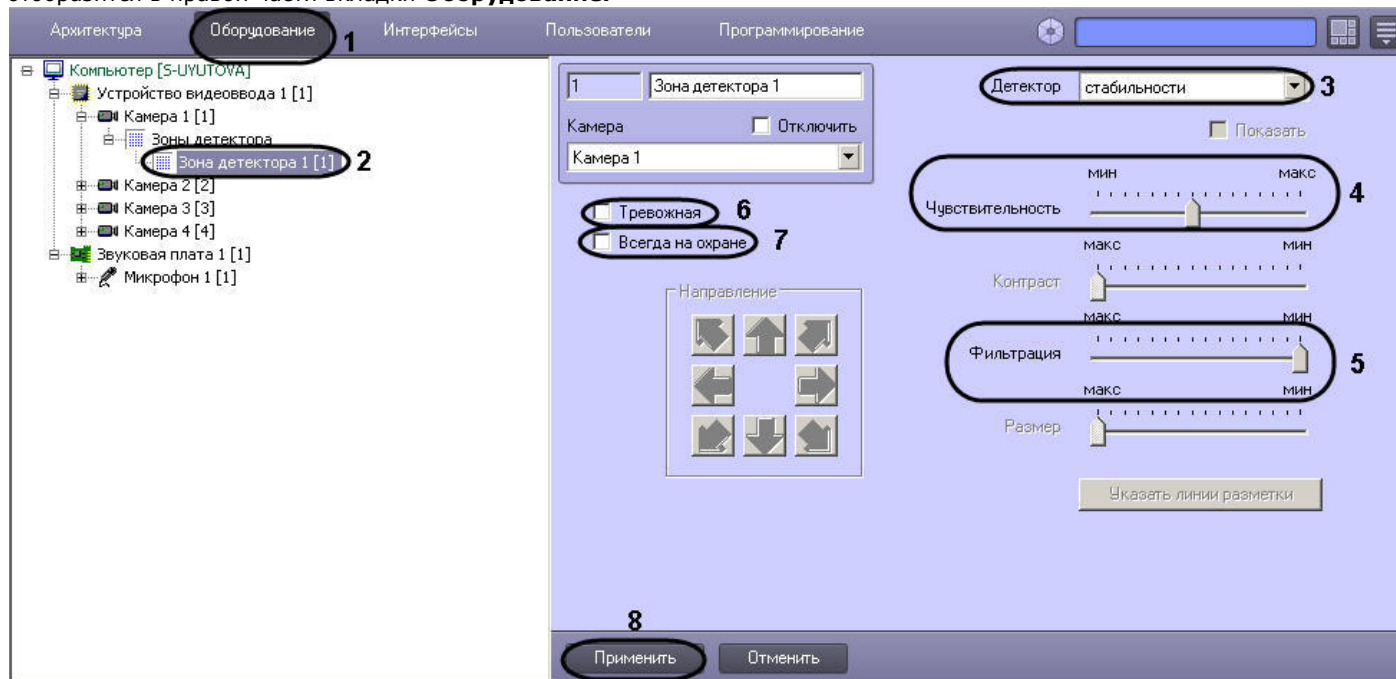 отобразится в правой части вкладки Оборудование.
Архитектура Оборудование 1 Интерфейсы Пользователи Программирование
Компьютер [S-UYUTOVA]
Устройство видеоввода 1 [1]
Камера 1 [1]
Зоны детектора
Зона детектора 1 [1] 2
Камера 2 [2]
Камера 3 [3]
Камера 4 [4]
Звуковая плата 1 [1]
Микрофон 1 [1]
1 Зона детектора 1
Камера Отключить
Камера 1
Тревожная 6
Всегда на охране 7
Направление
Детектор стабильности 3
Показать
мин макс
Чувствительность 4
макс мин
Контраст
макс мин
Фильтрация 5
макс мин
Размер
Указать линии разметки
8
Применить Отменить